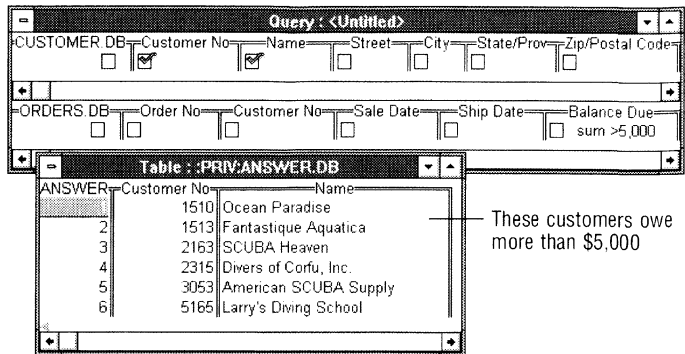 Query : <Untitled>
CUSTOMER.DB Customer No Name Street City State/Prov Zip/Postal Code
ORDERS.DB Order No Customer No Sale Date Ship Date Balance Due
sum >5,000
Table : :PRIV:ANSWER.DB
ANSWER Customer No Name
1510 Ocean Paradise
2 1513 Fantastique Aquatica
3 2163 SCUBA Heaven
4 2315 Divers of Corfu, Inc.
5 3053 American SCUBA Supply
6 5165 Larry's Diving School
These customers owe
more than $5,000